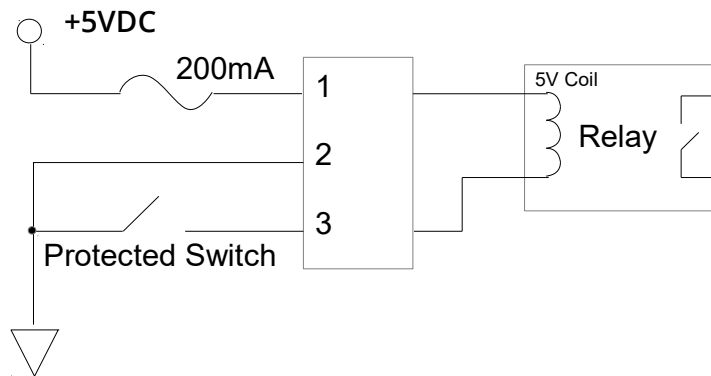 +5VDC
200mA
1
5V Coil
Relay
2
3
Protected Switch